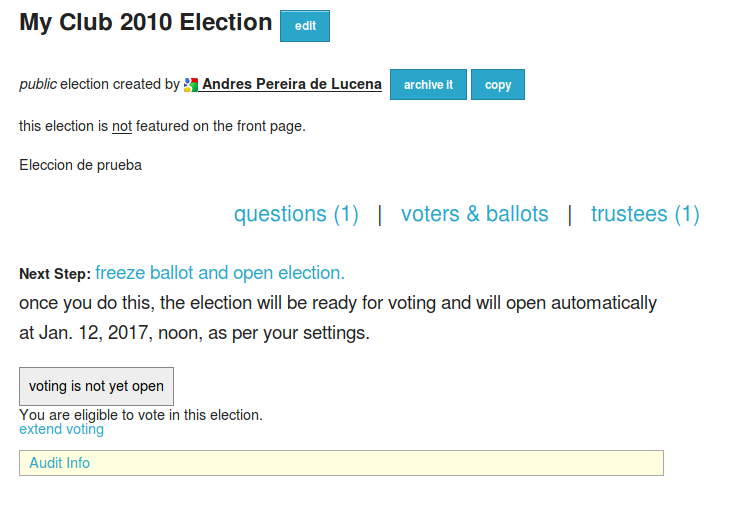 My Club 2010 Election edit
public election created by Andres Pereira de Lucena archive it copy
this election is not featured on the front page.
Eleccion de prueba
questions (1) | voters & ballots | trustees (1)
Next Step: freeze ballot and open election.
once you do this, the election will be ready for voting and will open automatically
at Jan. 12, 2017, noon, as per your settings.
voting is not yet open
You are eligible to vote in this election.
extend voting
Audit Info